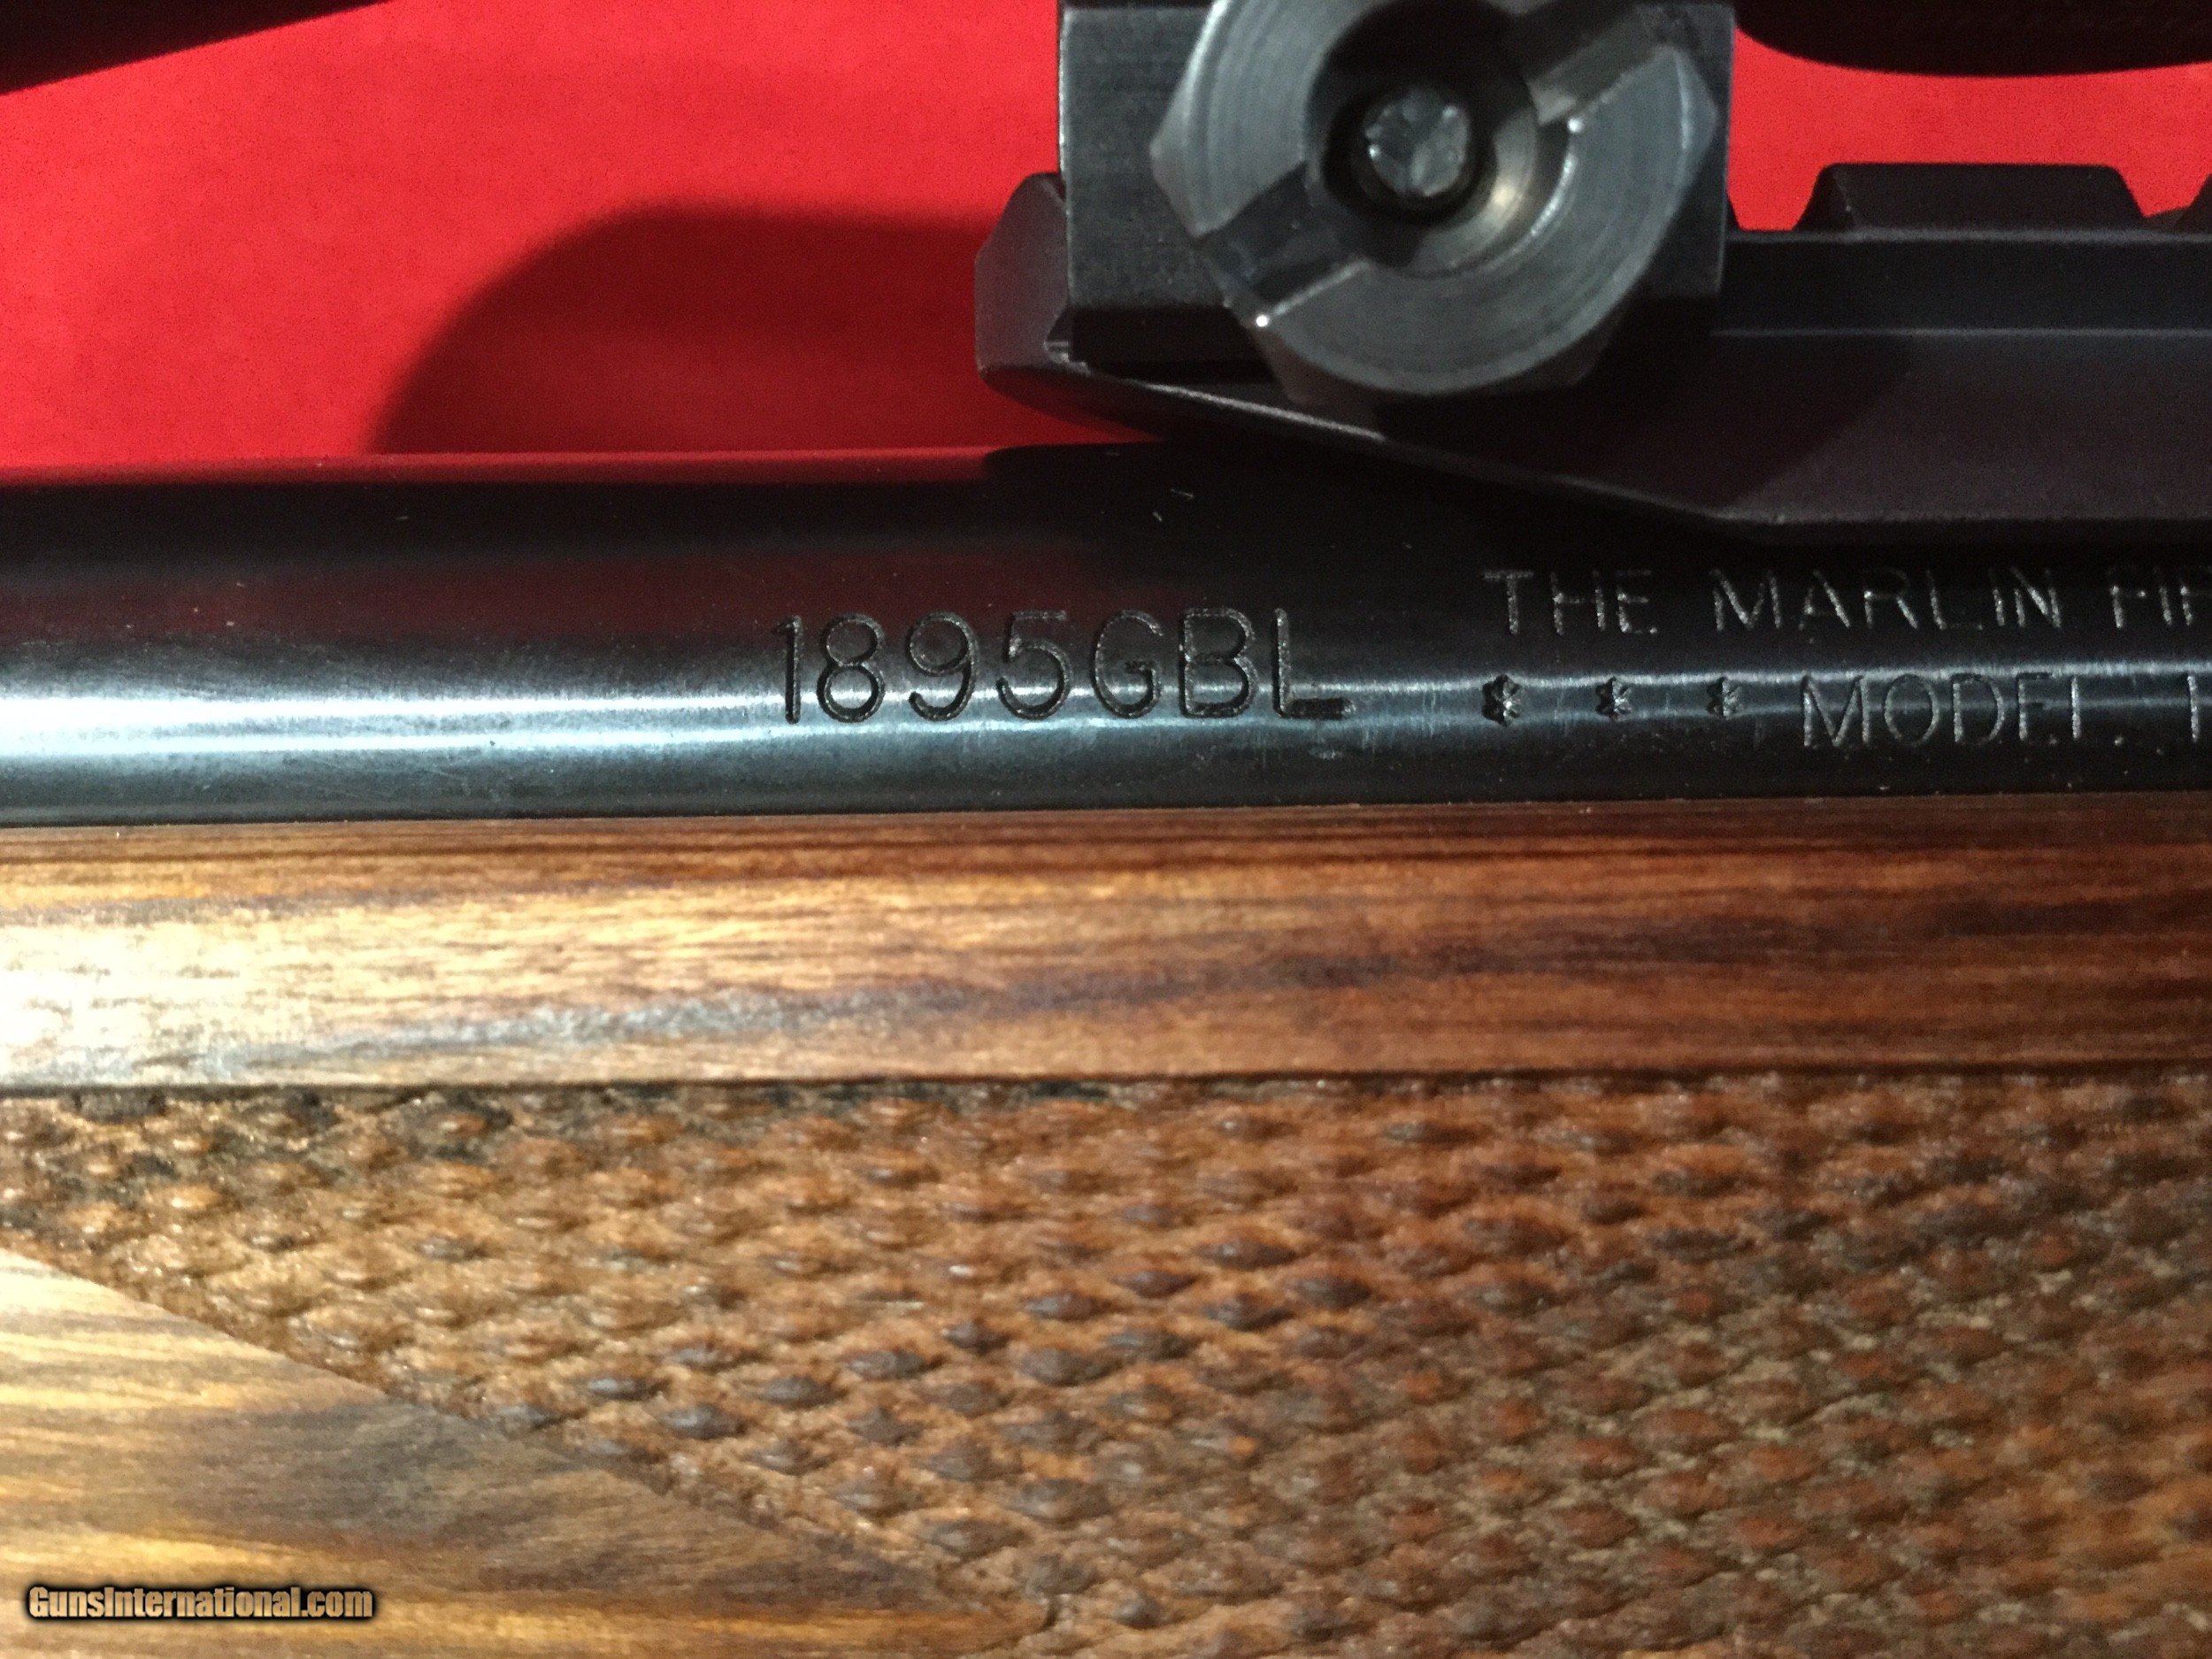 1895GBL
THE MARLIN
* * * MODEL
GunsInternational.com